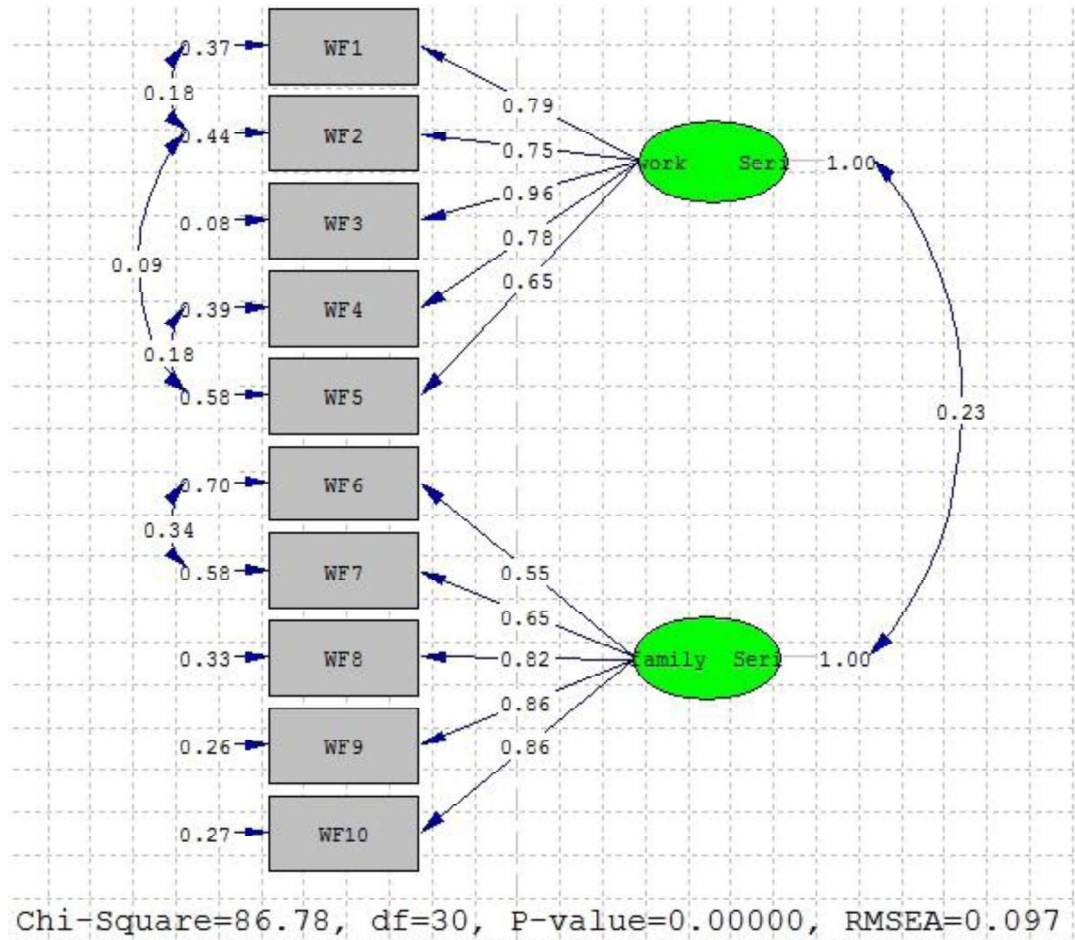 0.37 WF1
0.79
0.18
0.44 WF2
0.75
work Seri 1.00
0.96
0.08 WF3
0.78
0.09
0.65
0.39 WF4
0.18
0.58 WF5
0.23
0.70 WF6
0.34
0.55
0.58 WF7
0.65
0.33 WF8
0.82
family Seri 1.00
0.86
0.26 WF9
0.86
0.27 WF10
Chi-Square=86.78, df=30, P-value=0.00000, RMSEA=0.097